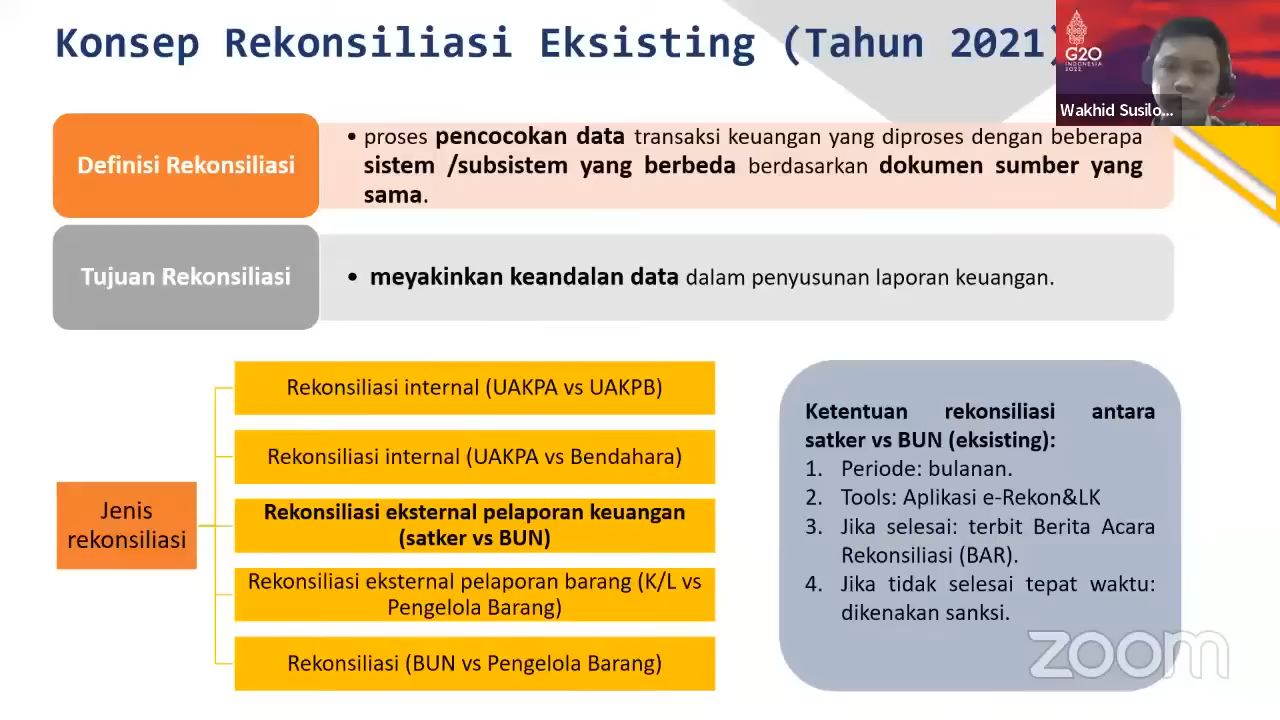 Konsep Rekonsiliasi Eksisting (Tahun 2021)
G20
INDONESIA
2022
Wakhid Susilo...
Definisi Rekonsiliasi
• proses pencocokan data transaksi keuangan yang diproses dengan beberapa
sistem /subsistem yang berbeda berdasarkan dokumen sumber yang
sama.
Tujuan Rekonsiliasi
• meyakinkan keandalan data dalam penyusunan laporan keuangan.
Jenis
rekonsiliasi
Rekonsiliasi internal (UAKPA vs UAKPB)
Rekonsiliasi internal (UAKPA vs Bendahara)
Rekonsiliasi eksternal pelaporan keuangan
(satker vs BUN)
Rekonsiliasi eksternal pelaporan barang (K/L vs
Pengelola Barang)
Rekonsiliasi (BUN vs Pengelola Barang)
Ketentuan rekonsiliasi antara
satker vs BUN (eksisting):
1. Periode: bulanan.
2. Tools: Aplikasi e-Rekon&LK
3. Jika selesai: terbit Berita Acara
Rekonsiliasi (BAR).
4. Jika tidak selesai tepat waktu:
dikenakan sanksi.
zoom